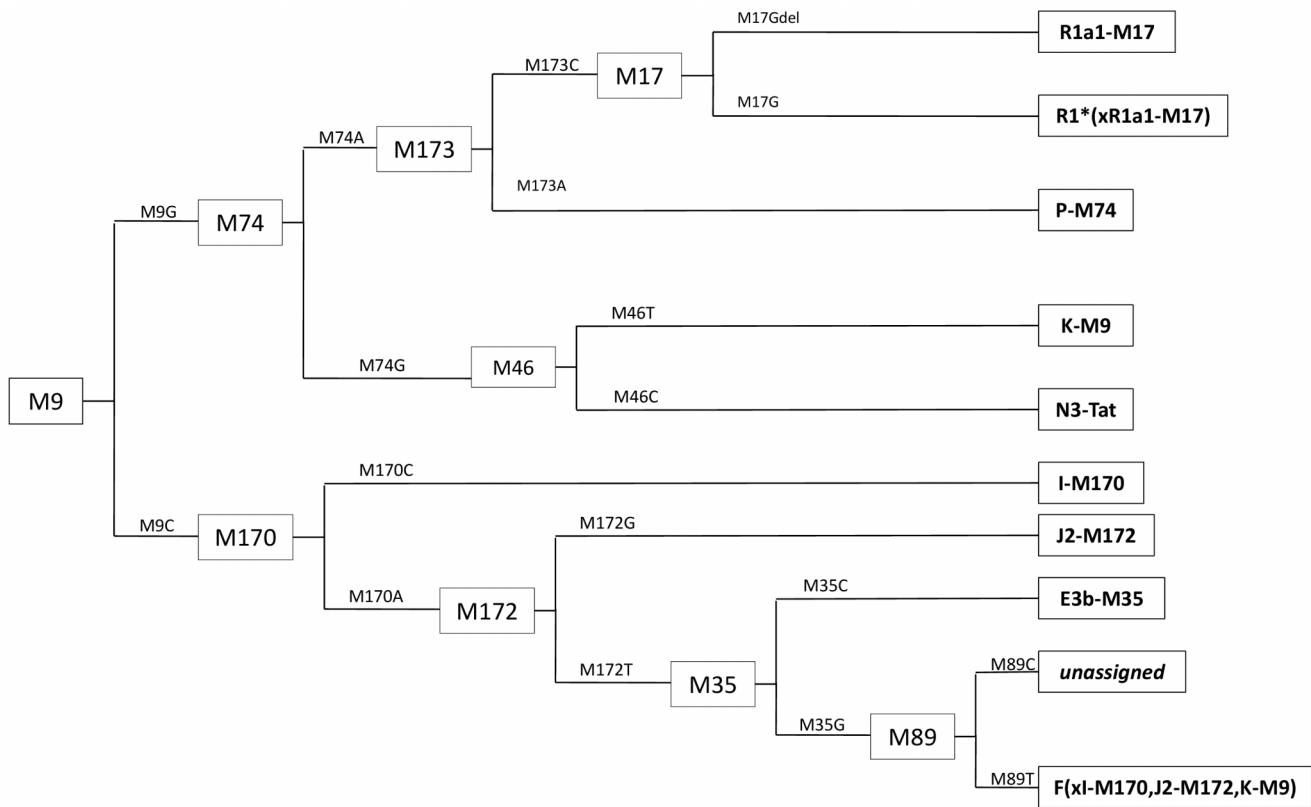 M17Gdel
R1a1-M17
M173C
M17
M17G
R1*(xR1a1-M17)
M74A
M173
M173A
P-M74
M9G
M74
M46T
K-M9
M74G
M46
M46C
N3-Tat
M9
M170C
I-M170
M9C
M170
M172G
J2-M172
M170A
M172
M35C
E3b-M35
M172T
M35
M89C
unassigned
M35G
M89
M89T
F(xI-M170,J2-M172,K-M9)